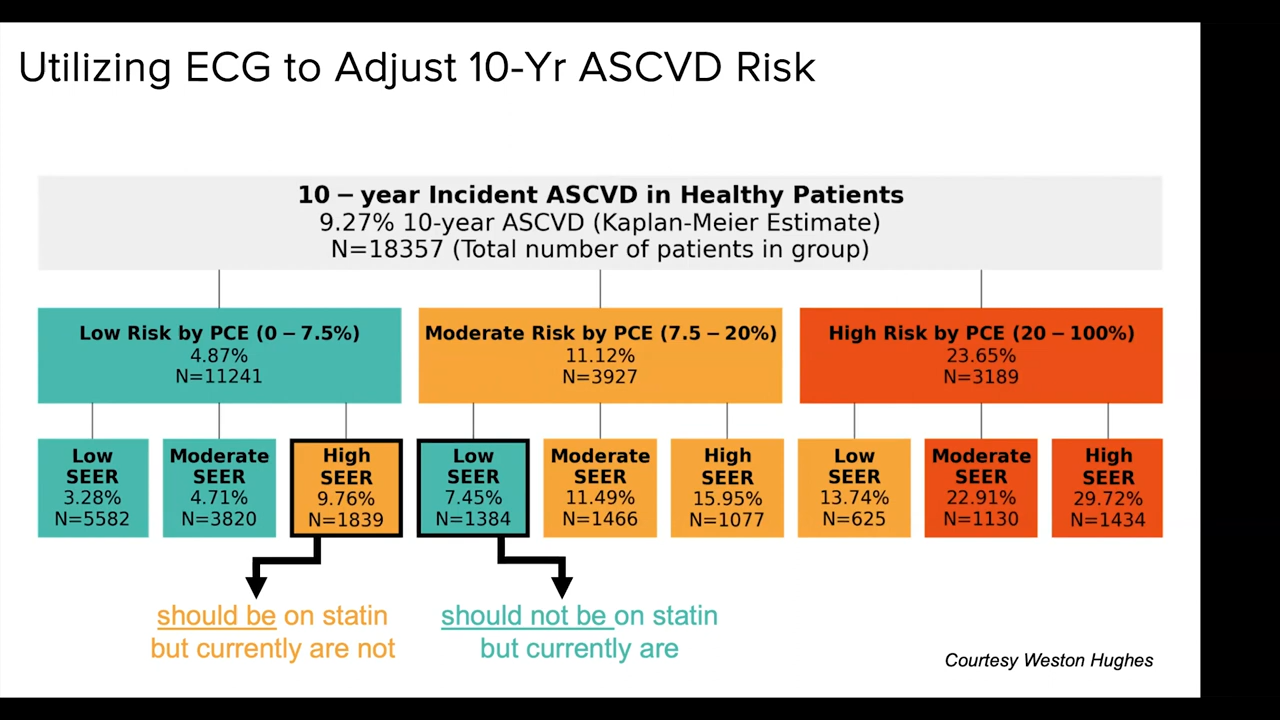 Utilizing ECG to Adjust 10-Yr ASCVD Risk
10 – year Incident ASCVD in Healthy Patients
9.27% 10-year ASCVD (Kaplan-Meier Estimate)
N=18357 (Total number of patients in group)
Low Risk by PCE (0 – 7.5%)
4.87%
N=11241
Moderate Risk by PCE (7.5 – 20%)
11.12%
N=3927
High Risk by PCE (20 – 100%)
23.65%
N=3189
Low
SEER
3.28%
N=5582
Moderate
SEER
4.71%
N=3820
High
SEER
9.76%
N=1839
Low
SEER
7.45%
N=1384
Moderate
SEER
11.49%
N=1466
High
SEER
15.95%
N=1077
Low
SEER
13.74%
N=625
Moderate
SEER
22.91%
N=1130
High
SEER
29.72%
N=1434
should be on statin
but currently are not
should not be on statin
but currently are
Courtesy Weston Hughes